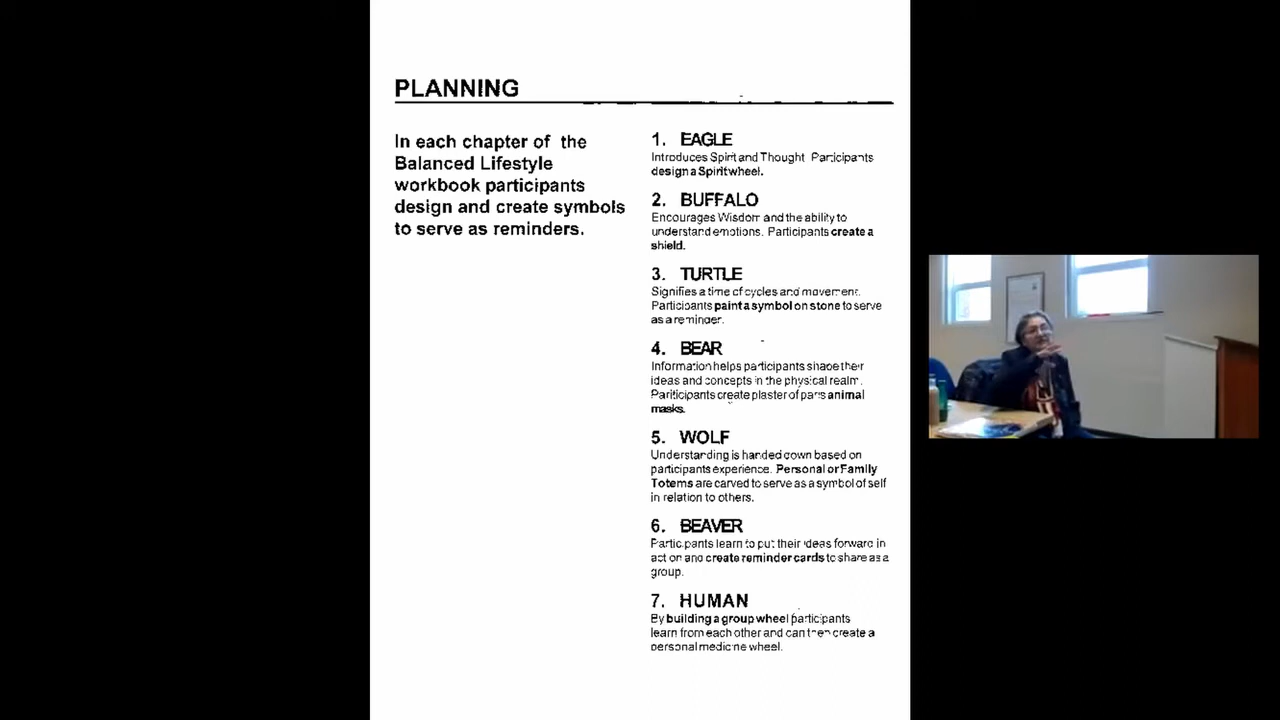 PLANNING
In each chapter of the
Balanced Lifestyle
workbook participants
design and create symbols
to serve as reminders.
1. EAGLE
Introduces Spirit and Thought Participants
design a Spirit wheel.
2. BUFFALO
Encourages Wisdom and the ability to
understand emotions. Participants create a
shield.
3. TURTLE
Signifies a time of cycles and movement.
Participants paint a symbol on stone to serve
as a reminder.
4. BEAR
Information helps participants shape their
ideas and concepts in the physical realm.
Pariticipants create plaster of paris animal
masks.
5. WOLF
Understanding is handed down based on
participants experience. Personal or Family
Totems are carved to serve as a symbol of self
in relation to others.
6. BEAVER
Participants learn to put their ideas forward in
action and create reminder cards to share as a
group.
7. HUMAN
By building a group wheel participants
learn from each other and can then create a
personal medicine wheel.